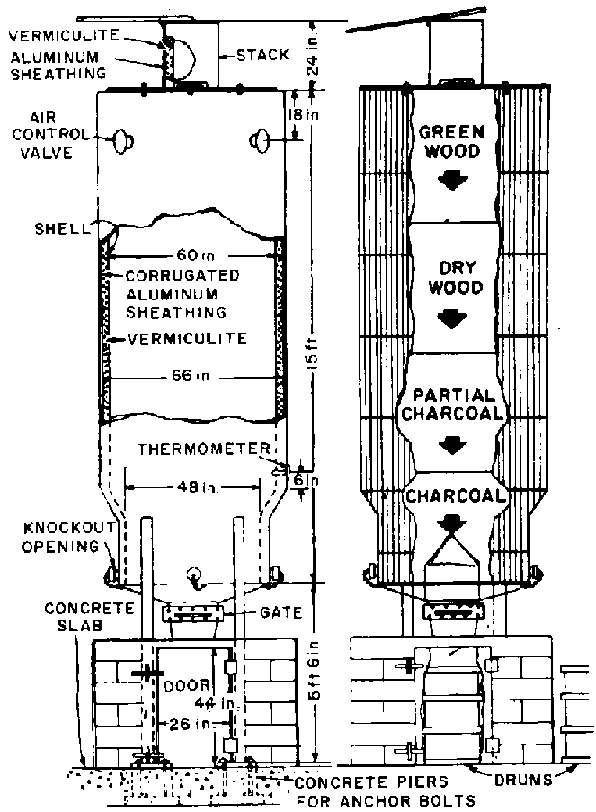 VERMICULITE
ALUMINUM
SHEATHING
STACK
24 in.
18 in
AIR
CONTROL
VALVE
SHELL
60 in
CORRUGATED
ALUMINUM
SHEATHING
VERMICULITE
66 in
15 ft
THERMOMETER
6 in
48 in.
KNOCKOUT
OPENING
GATE
CONCRETE
SLAB
5 ft 6 in
DOOR
44 in.
26 in.
CONCRETE PIERS
FOR ANCHOR BOLTS
GREEN
WOOD
DRY
WOOD
PARTIAL
CHARCOAL
CHARCOAL
DRUMS